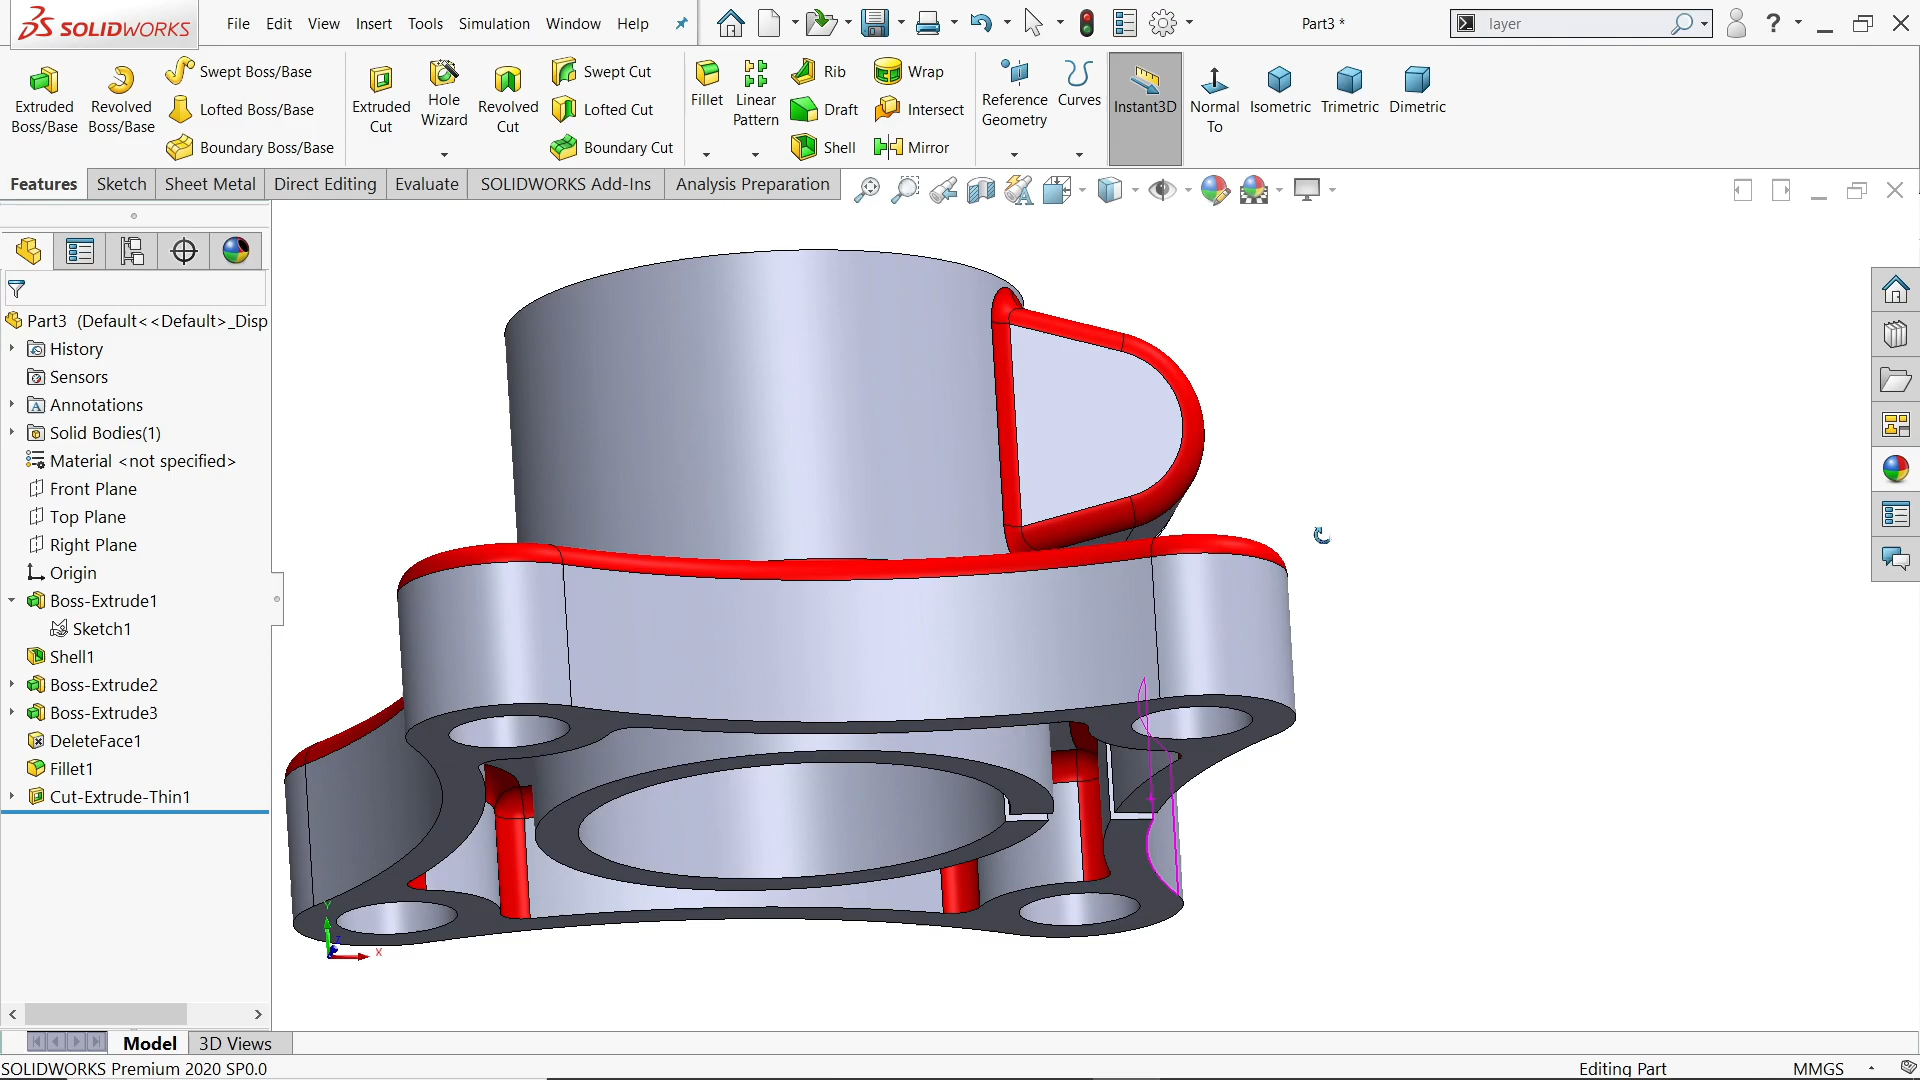 SOLIDWORKS
File Edit View Insert Tools Simulation Window Help
Part3 *
layer
?
Extruded Boss/Base
Revolved Boss/Base
Swept Boss/Base
Lofted Boss/Base
Boundary Boss/Base
Extruded Cut
Hole Wizard
Revolved Cut
Swept Cut
Lofted Cut
Boundary Cut
Fillet
Linear Pattern
Rib
Draft
Shell
Wrap
Intersect
Mirror
Reference Geometry
Curves
Instant3D
Normal To
Isometric
Trimetric
Dimetric
Features Sketch Sheet Metal Direct Editing Evaluate SOLIDWORKS Add-Ins Analysis Preparation
Part3 (Default<<Default>_Disp
History
Sensors
A Annotations
Solid Bodies(1)
Material <not specified>
Front Plane
Top Plane
Right Plane
Origin
Boss-Extrude1
Sketch1
Shell1
Boss-Extrude2
Boss-Extrude3
DeleteFace1
Fillet1
Cut-Extrude-Thin1
Y
X
Model 3D Views
SOLIDWORKS Premium 2020 SP0.0
Editing Part
MMGS